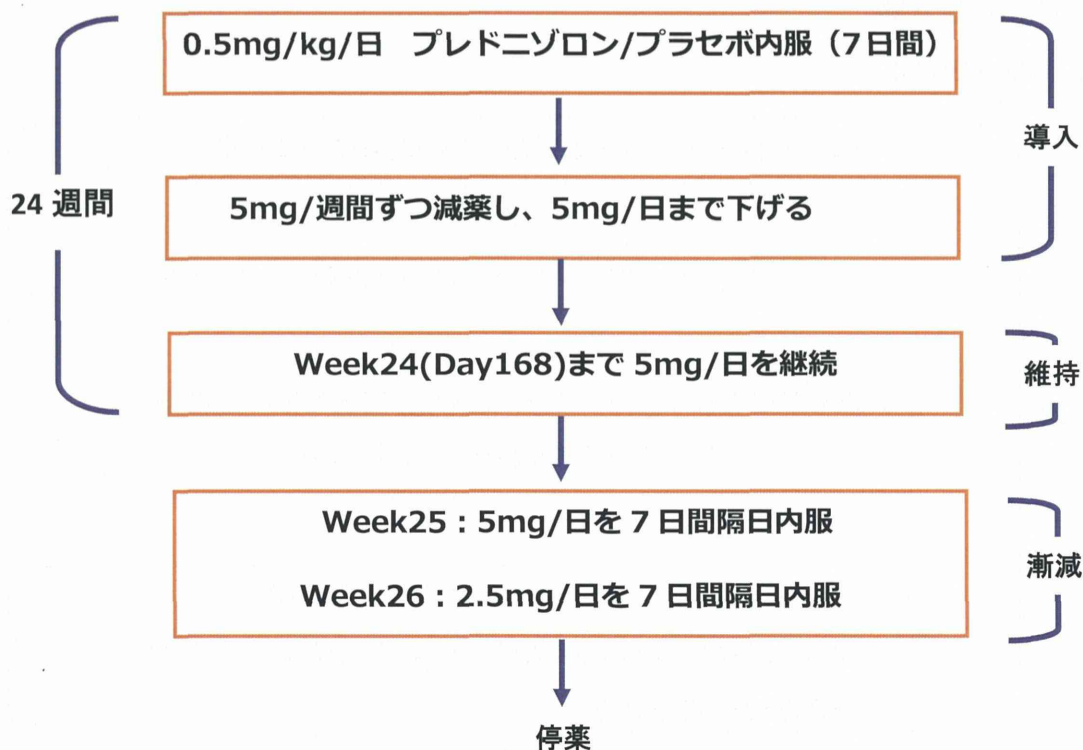 0.5mg/kg/日 プレドニゾロン/プラセボ内服（7日間）
導入
24 週間
5mg/週間ずつ減薬し、5mg/日まで下げる
Week24(Day168)まで 5mg/日を継続
維持
Week25：5mg/日を 7 日間隔日内服
漸減
Week26：2.5mg/日を 7 日間隔日内服
停薬